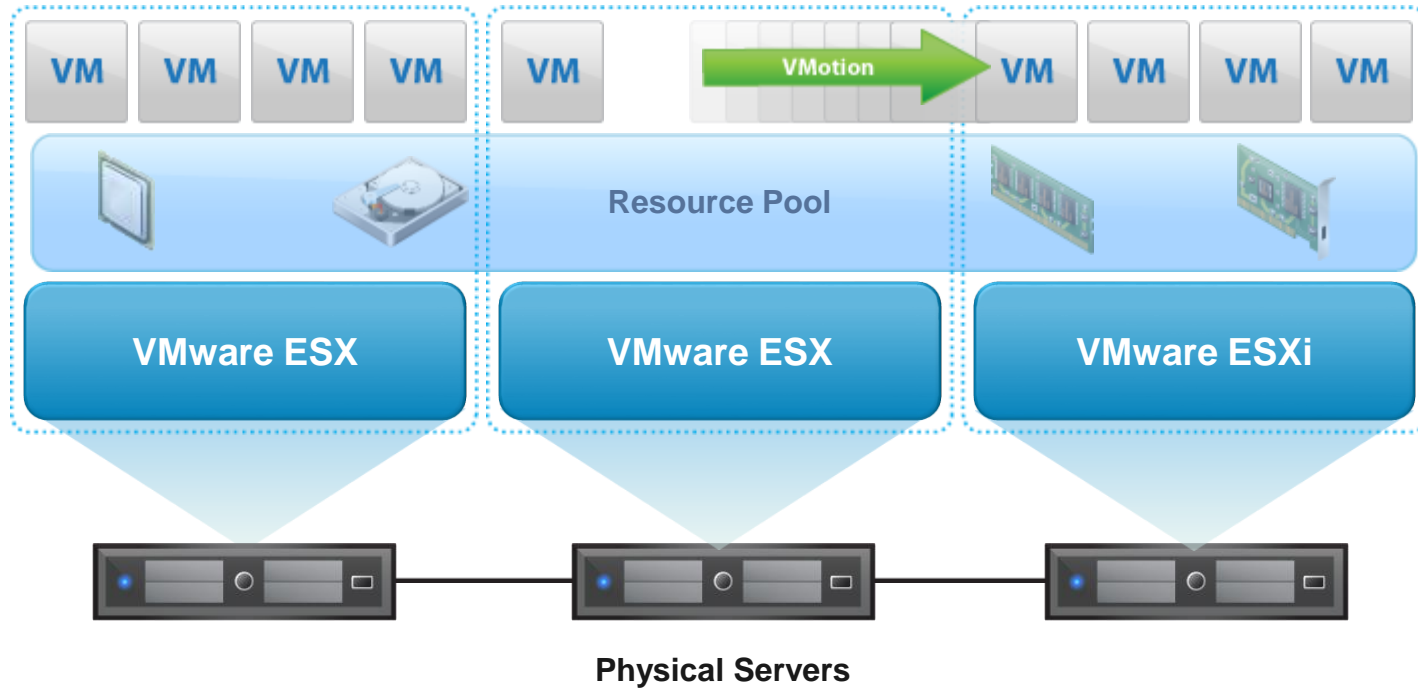 VM VM VM VM VM VMotion VM VM VM VM
Resource Pool
VMware ESX VMware ESX VMware ESXi
Physical Servers